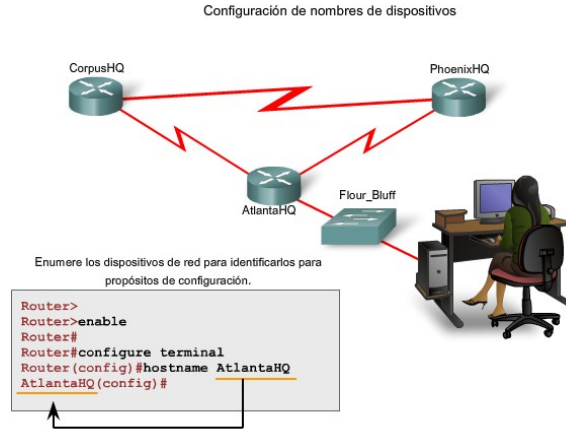 Configuración de nombres de dispositivos
CorpusHQ
PhoenixHQ
AtlantaHQ
Flour_Bluff
Enumere los dispositivos de red para identificarlos para
propósitos de configuración.
Router>
Router>enable
Router#
Router#configure terminal
Router(config)#hostname AtlantaHQ
AtlantaHQ(config)#